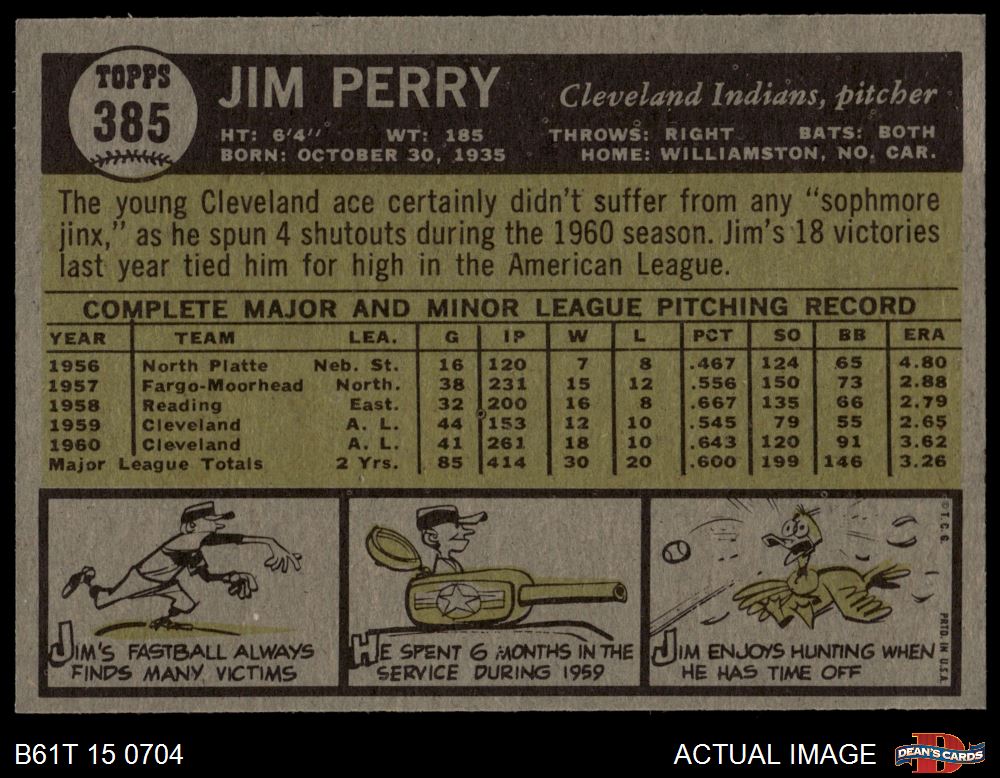 TOPPS
385
JIM PERRY
Cleveland Indians, pitcher
HT: 6'4" WT: 185 THROWS: RIGHT BATS: BOTH
BORN: OCTOBER 30, 1935 HOME: WILLIAMSTON, NO. CAR.
The young Cleveland ace certainly didn't suffer from any "sophmore
jinx," as he spun 4 shutouts during the 1960 season. Jim's 18 victories
last year tied him for high in the American League.
COMPLETE MAJOR AND MINOR LEAGUE PITCHING RECORD
YEAR TEAM LEA. G IP W L PCT SO BB ERA
1956 North Platte Neb. St. 16 120 7 8 .467 124 65 4.80
1957 Fargo-Moorhead North. 38 231 15 12 .556 150 73 2.88
1958 Reading East. 32 200 16 8 .667 135 66 2.79
1959 Cleveland A. L. 44 153 12 10 .545 79 55 2.65
1960 Cleveland A. L. 41 261 18 10 .643 120 91 3.62
Major League Totals 2 Yrs. 85 414 30 20 .600 199 146 3.26
JIM'S FASTBALL ALWAYS
FINDS MANY VICTIMS
HE SPENT 6 MONTHS IN THE
SERVICE DURING 1959
JIM ENJOYS HUNTING WHEN
HE HAS TIME OFF
© T. C. G.
PRTD. IN U.S.A.
B61T 15 0704
ACTUAL IMAGE
DEAN'S CARDS